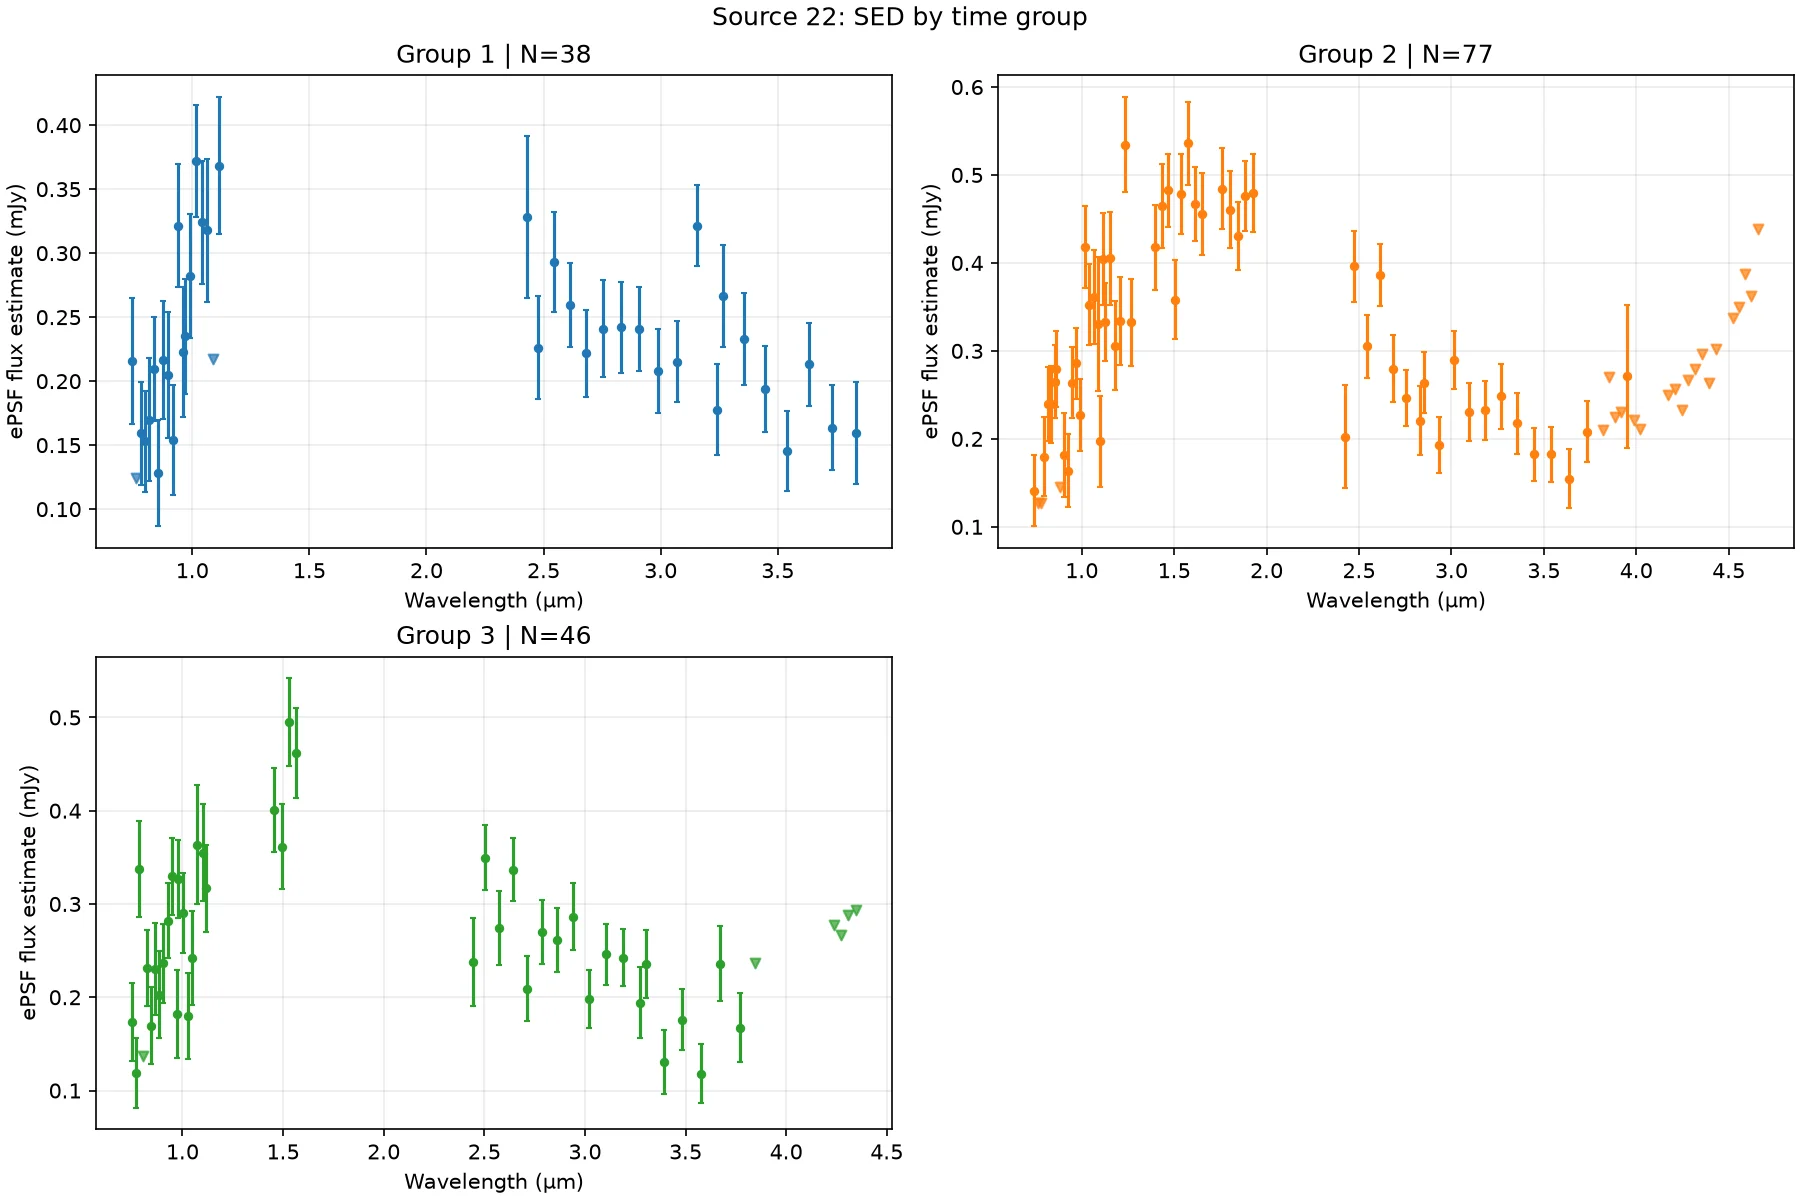 Source 22: SED by time group
Group 1 | N=38
ePSF flux estimate (mJy)
0.40
0.35
0.30
0.25
0.20
0.15
0.10
1.0 1.5 2.0 2.5 3.0 3.5
Wavelength (μm)
Group 2 | N=77
ePSF flux estimate (mJy)
0.6
0.5
0.4
0.3
0.2
0.1
1.0 1.5 2.0 2.5 3.0 3.5 4.0 4.5
Wavelength (μm)
Group 3 | N=46
ePSF flux estimate (mJy)
0.5
0.4
0.3
0.2
0.1
1.0 1.5 2.0 2.5 3.0 3.5 4.0 4.5
Wavelength (μm)